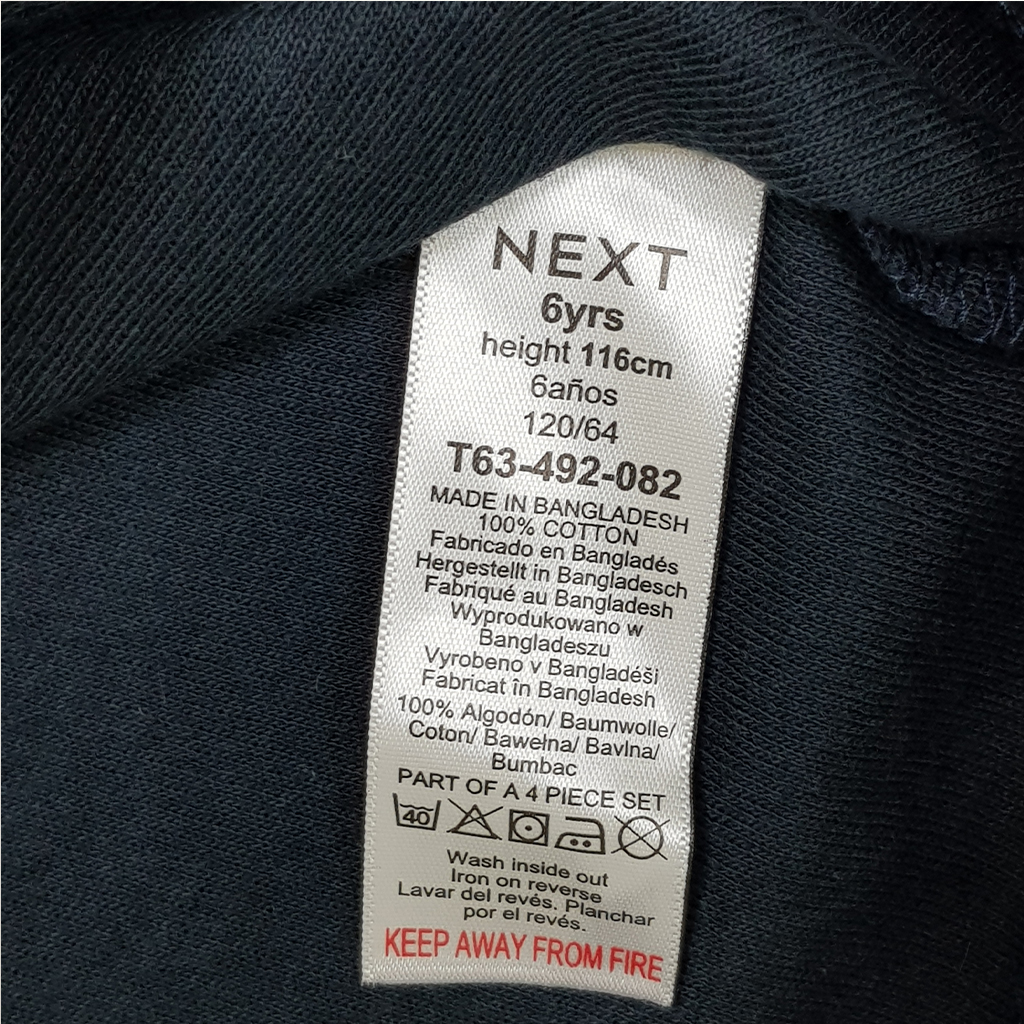 NEXT
6yrs
height 116cm
6años
120/64
T63-492-082
MADE IN BANGLADESH
100% COTTON
Fabricado en Bangladés
Hergestellt in Bangladesch
Fabriqué au Bangladesh
Wyprodukowano w
Bangladeszu
Vyrobeno v Bangladéši
Fabricat în Bangladesh
100% Algodón/ Baumwolle/
Coton/ Bawełna/ Bavlna/
Bumbac
PART OF A 4 PIECE SET
40
Wash inside out
Iron on reverse
Lavar del revés. Planchar
por el revés.
KEEP AWAY FROM FIRE